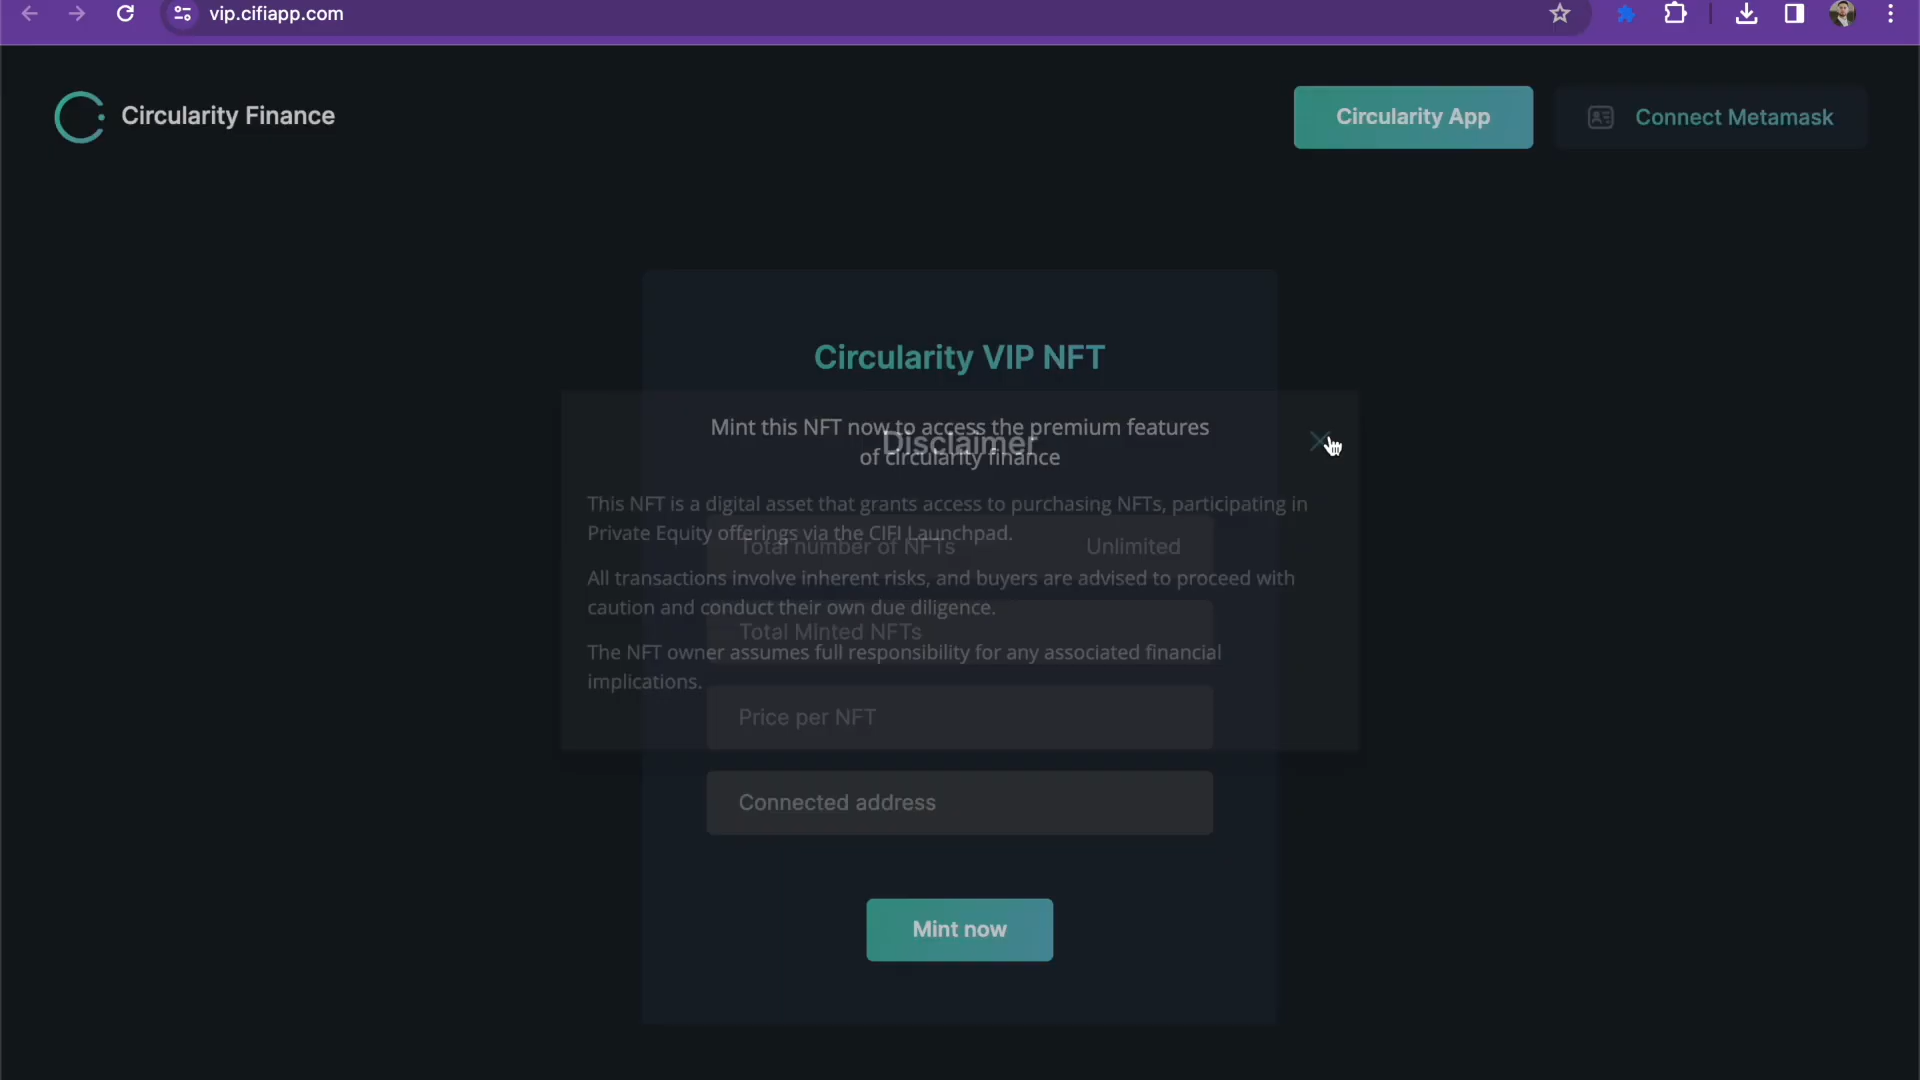 vip.cifiapp.com
Circularity Finance
Circularity App
Connect Metamask
Circularity VIP NFT
Mint this NFT now to access the premium features
of circularity finance
Disclaimer
This NFT is a digital asset that grants access to purchasing NFTs, participating in
Private Equity offerings via the CIFI Launchpad.
Total number of NFTs
Unlimited
All transactions involve inherent risks, and buyers are advised to proceed with
caution and conduct their own due diligence.
Total Minted NFTs
The NFT owner assumes full responsibility for any associated financial
implications.
Price per NFT
Connected address
Mint now